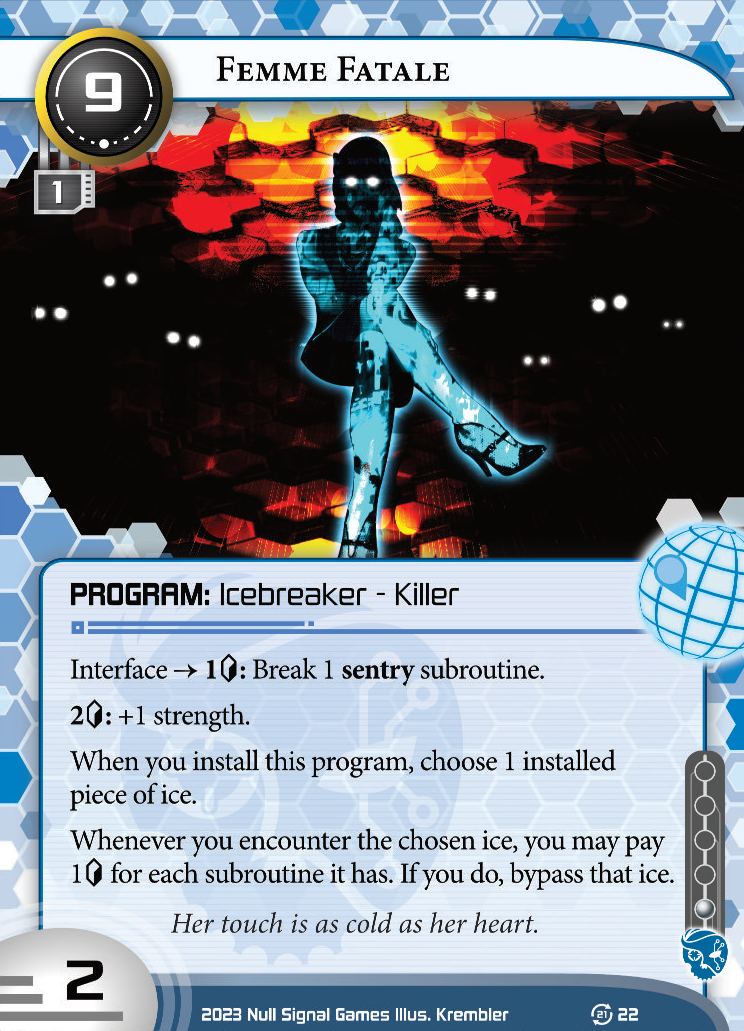 9
Femme Fatale
1
PROGRAM: Icebreaker - Killer
Interface → 1: Break 1 sentry subroutine.
2: +1 strength.
When you install this program, choose 1 installed
piece of ice.
Whenever you encounter the chosen ice, you may pay
1 for each subroutine it has. If you do, bypass that ice.
Her touch is as cold as her heart.
2
2023 Null Signal Games Illus. Krembler
21 22